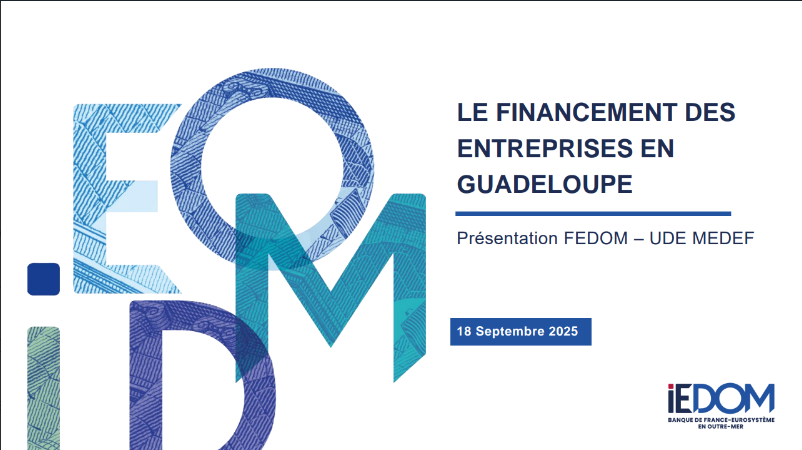 LE FINANCEMENT DES
ENTREPRISES EN
GUADELOUPE
Présentation FEDOM – UDE MEDEF
18 Septembre 2025
iEDOM
iEDOM
BANQUE DE FRANCE-EUROSYSTÈME
EN OUTRE-MER